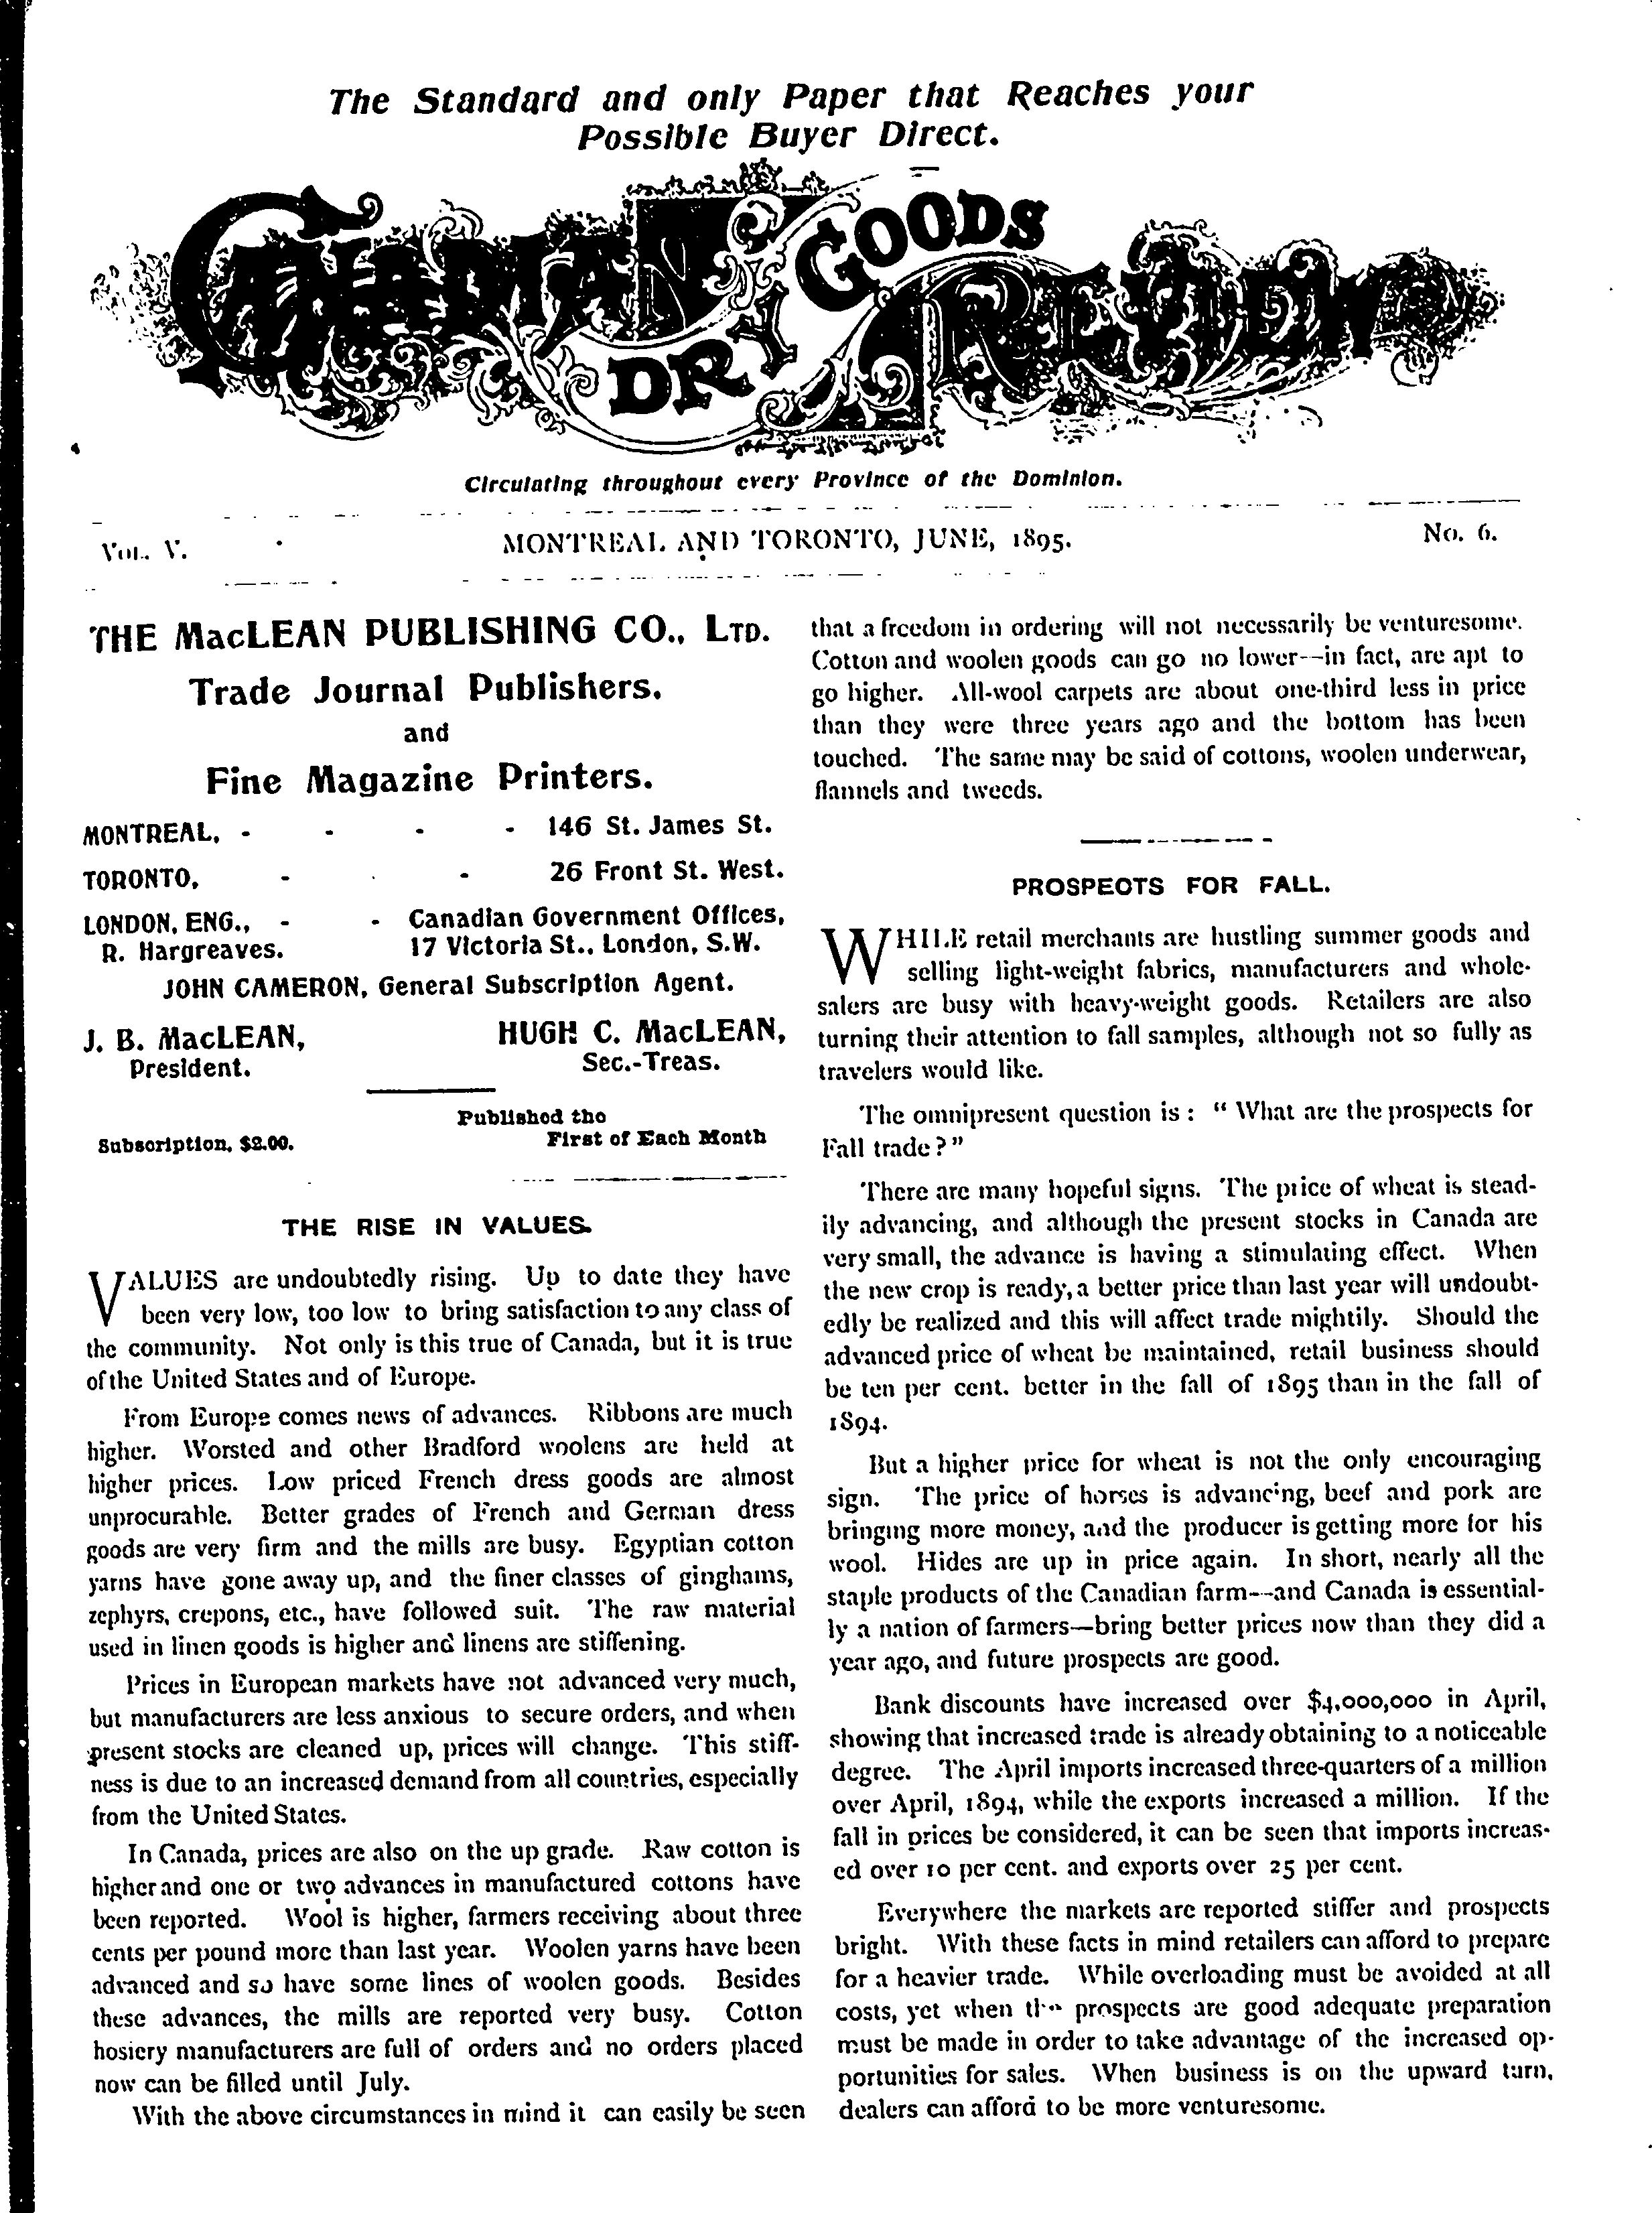 The Standard and only Paper that Reaches your
Possible Buyer Direct.
CANADIAN DRY GOODS REVIEW
Circulating throughout every Province of the Dominion.
VOL. V. MONTREAL AND TORONTO, JUNE, 1895. No. 6.
THE MacLEAN PUBLISHING CO., LTD.
Trade Journal Publishers.
and
Fine Magazine Printers.
MONTREAL, - - - - 146 St. James St.
TORONTO, - - - 26 Front St. West.
LONDON, ENG., - - Canadian Government Offices,
R. Hargreaves. 17 Victoria St., London, S.W.
JOHN CAMERON, General Subscription Agent.
J. B. MacLEAN, HUGH C. MacLEAN,
President. Sec.-Treas.
Published the
Subscription, $2.00. First of Each Month
THE RISE IN VALUES.
VALUES are undoubtedly rising. Up to date they have
been very low, too low to bring satisfaction to any class of
the community. Not only is this true of Canada, but it is true
of the United States and of Europe.
From Europe comes news of advances. Ribbons are much
higher. Worsted and other Bradford woolens are held at
higher prices. Low priced French dress goods are almost
unprocurable. Better grades of French and German dress
goods are very firm and the mills are busy. Egyptian cotton
yarns have gone away up, and the finer classes of ginghams,
zephyrs, crepons, etc., have followed suit. The raw material
used in linen goods is higher and linens are stiffening.
Prices in European markets have not advanced very much,
but manufacturers are less anxious to secure orders, and when
present stocks are cleaned up, prices will change. This stiff-
ness is due to an increased demand from all countries, especially
from the United States.
In Canada, prices are also on the up grade. Raw cotton is
higher and one or two advances in manufactured cottons have
been reported. Wool is higher, farmers receiving about three
cents per pound more than last year. Woolen yarns have been
advanced and so have some lines of woolen goods. Besides
these advances, the mills are reported very busy. Cotton
hosiery manufacturers are full of orders and no orders placed
now can be filled until July.
With the above circumstances in mind it can easily be seen
that a freedom in ordering will not necessarily be venturesome.
Cotton and woolen goods can go no lower--in fact, are apt to
go higher. All-wool carpets are about one-third less in price
than they were three years ago and the bottom has been
touched. The same may be said of cottons, woolen underwear,
flannels and tweeds.
PROSPECTS FOR FALL.
WHILE retail merchants are hustling summer goods and
selling light-weight fabrics, manufacturers and whole-
salers are busy with heavy-weight goods. Retailers are also
turning their attention to fall samples, although not so fully as
travelers would like.
The omnipresent question is : “ What are the prospects for
Fall trade ? ”
There are many hopeful signs. The price of wheat is stead-
ily advancing, and although the present stocks in Canada are
very small, the advance is having a stimulating effect. When
the new crop is ready, a better price than last year will undoubt-
edly be realized and this will affect trade mightily. Should the
advanced price of wheat be maintained, retail business should
be ten per cent. better in the fall of 1895 than in the fall of
1894.
But a higher price for wheat is not the only encouraging
sign. The price of horses is advancing, beef and pork are
bringing more money, and the producer is getting more for his
wool. Hides are up in price again. In short, nearly all the
staple products of the Canadian farm--and Canada is essential-
ly a nation of farmers—bring better prices now than they did a
year ago, and future prospects are good.
Bank discounts have increased over $4,000,000 in April,
showing that increased trade is already obtaining to a noticeable
degree. The April imports increased three-quarters of a million
over April, 1894, while the exports increased a million. If the
fall in prices be considered, it can be seen that imports increas-
ed over 10 per cent. and exports over 25 per cent.
Everywhere the markets are reported stiffer and prospects
bright. With these facts in mind retailers can afford to prepare
for a heavier trade. While overloading must be avoided at all
costs, yet when the prospects are good adequate preparation
must be made in order to take advantage of the increased op-
portunities for sales. When business is on the upward turn,
dealers can afford to be more venturesome.